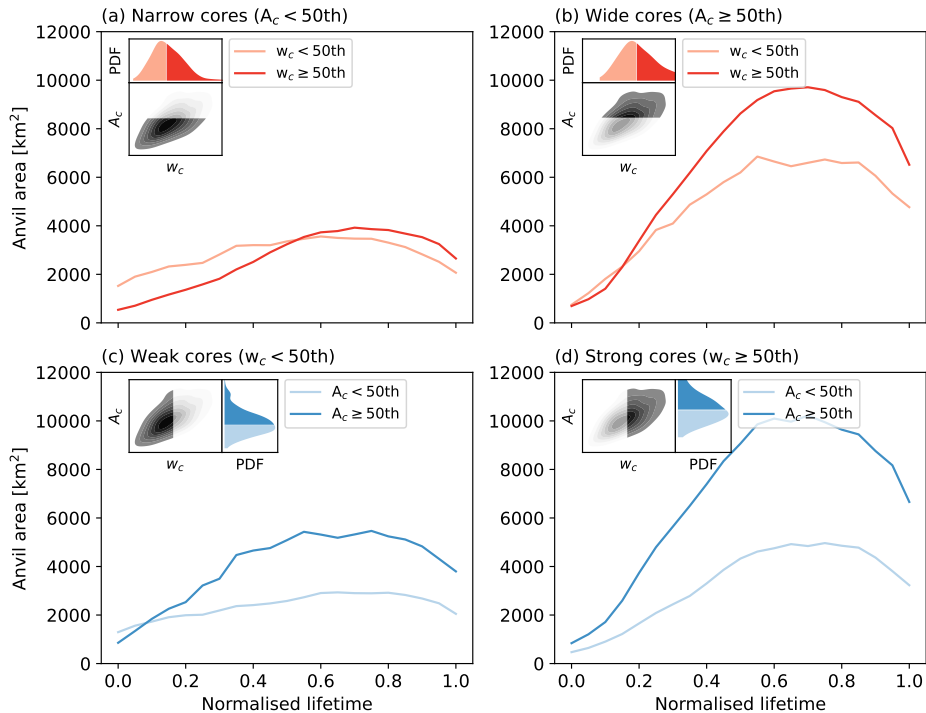 (a) Narrow cores (A_c < 50th)
12000
10000
8000
6000
4000
2000
0
Anvil area [km²]
PDF
A_c
w_c
w_c < 50th
w_c ≥ 50th
(b) Wide cores (A_c ≥ 50th)
12000
10000
8000
6000
4000
2000
0
PDF
A_c
w_c
w_c < 50th
w_c ≥ 50th
(c) Weak cores (w_c < 50th)
12000
10000
8000
6000
4000
2000
0
Anvil area [km²]
A_c
w_c
PDF
A_c < 50th
A_c ≥ 50th
0.0 0.2 0.4 0.6 0.8 1.0
Normalised lifetime
(d) Strong cores (w_c ≥ 50th)
12000
10000
8000
6000
4000
2000
0
A_c
w_c
PDF
A_c < 50th
A_c ≥ 50th
0.0 0.2 0.4 0.6 0.8 1.0
Normalised lifetime